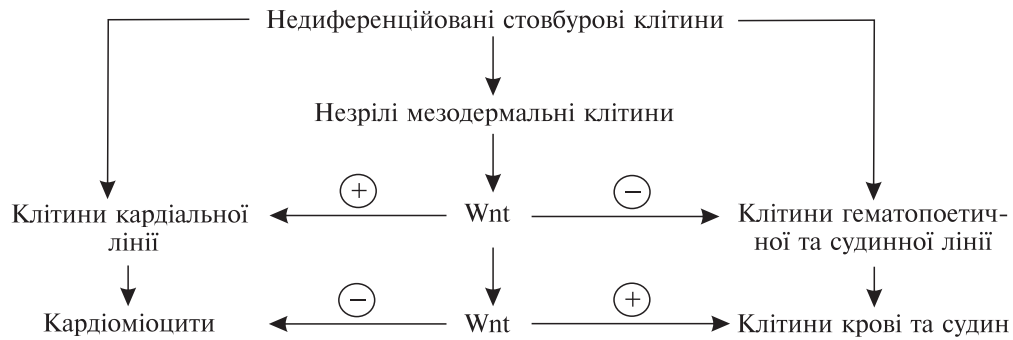 Недиференційовані стовбурові клітини
Незрілі мезодермальні клітини
+
−
Клітини кардіальної
лінії
Wnt
Клітини гематопоетич-
ної та судинної лінії
−
+
Кардіоміоцити
Wnt
Клітини крові та судин